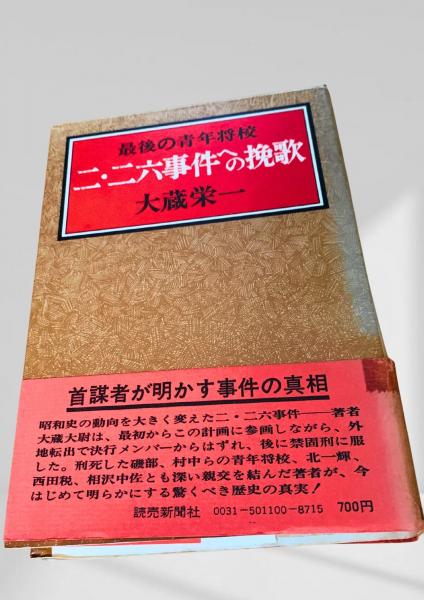 最後の青年将校
二・二六事件への挽歌
大蔵栄一
首謀者が明かす事件の真相
昭和史の動向を大きく変えた二・二六事件——著者
大蔵大尉は、最初からこの計画に参画しながら、外
地転出で決行メンバーからはずれ、後に禁固刑に服
した。刑死した磯部、村中らの青年将校、北一輝、
西田税、相沢中佐とも深い親交を結んだ著者が、今
はじめて明らかにする驚くべき歴史の真実！
読売新聞社 0031-501100-8715 700円